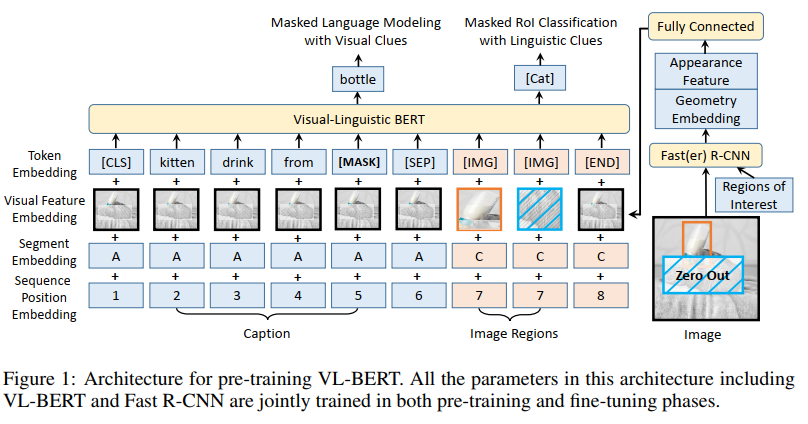 Masked Language Modeling
with Visual Clues
Masked RoI Classification
with Linguistic Clues
Fully Connected
bottle
[Cat]
Appearance
Feature
Geometry
Embedding
Visual-Linguistic BERT
Fast(er) R-CNN
Token
Embedding
[CLS] kitten drink from [MASK] [SEP] [IMG] [IMG] [END]
+ + + + + + + + +
Regions of
Interest
Visual Feature
Embedding
+ + + + + + + + +
Segment
Embedding
A A A A A A C C C
+ + + + + + + + +
Zero Out
Sequence
Position
Embedding
1 2 3 4 5 6 7 7 8
Caption
Image Regions
Image
Figure 1: Architecture for pre-training VL-BERT. All the parameters in this architecture including
VL-BERT and Fast R-CNN are jointly trained in both pre-training and fine-tuning phases.